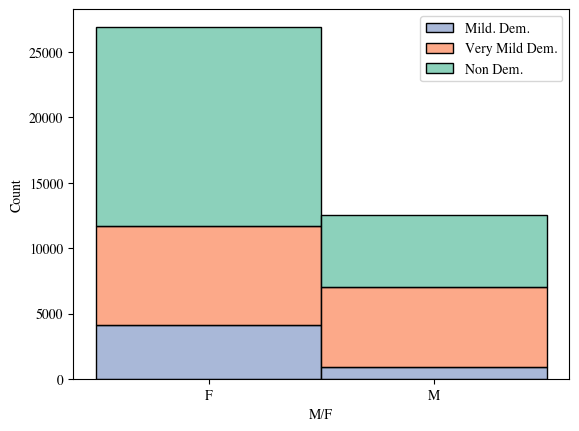 Mild. Dem.
Very Mild Dem.
Non Dem.
25000
20000
15000
10000
5000
0
Count
F
M
M/F